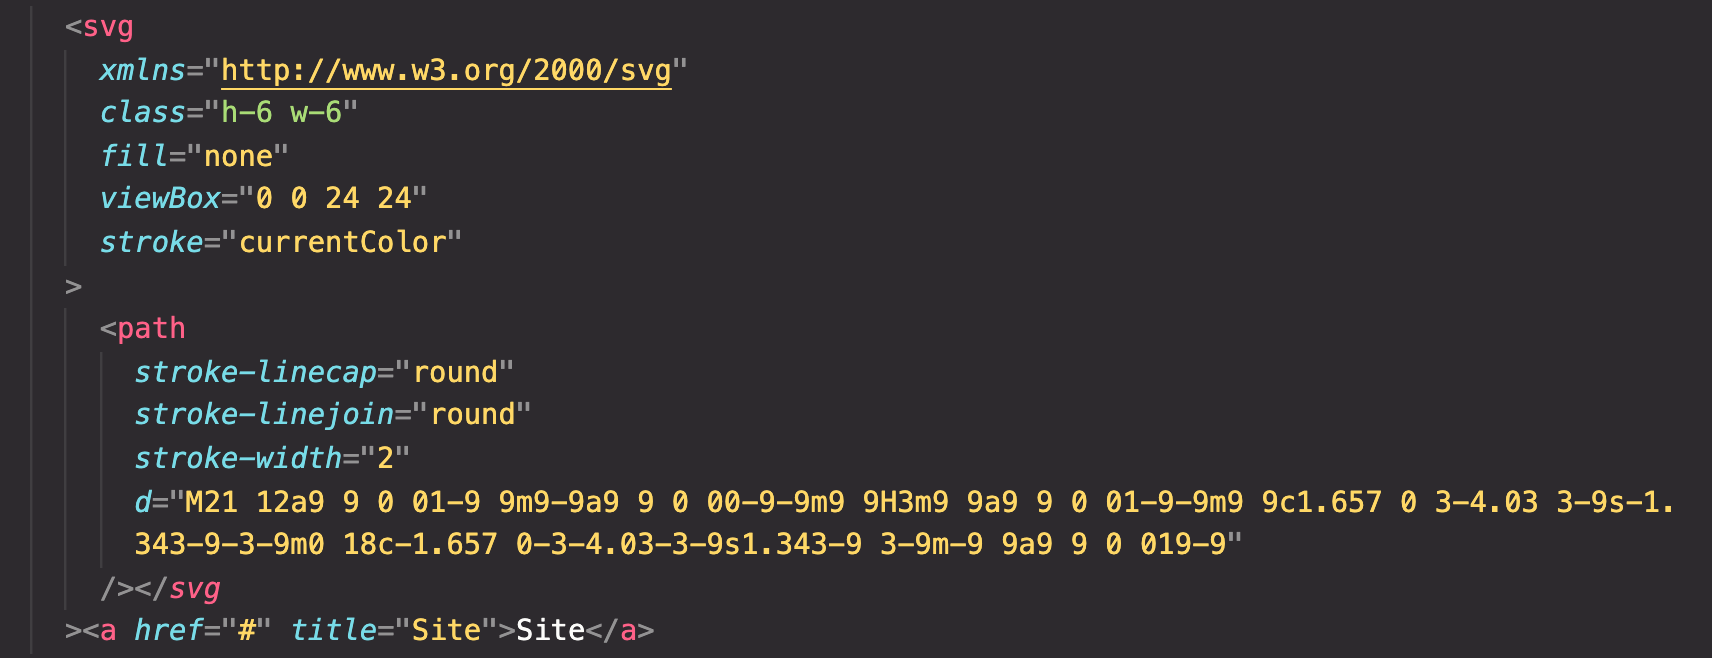 <svg
xmlns="http://www.w3.org/2000/svg"
class="h-6 w-6"
fill="none"
viewBox="0 0 24 24"
stroke="currentColor"
>
<path
stroke-linecap="round"
stroke-linejoin="round"
stroke-width="2"
d="M21 12a9 9 0 01-9 9m9-9a9 9 0 00-9-9m9 9H3m9 9a9 9 0 01-9-9m9 9c1.657 0 3-4.03 3-9s-1.
343-9-3-9m0 18c-1.657 0-3-4.03-3-9s1.343-9 3-9m-9 9a9 9 0 019-9"
/></svg
><a href="#" title="Site">Site</a>